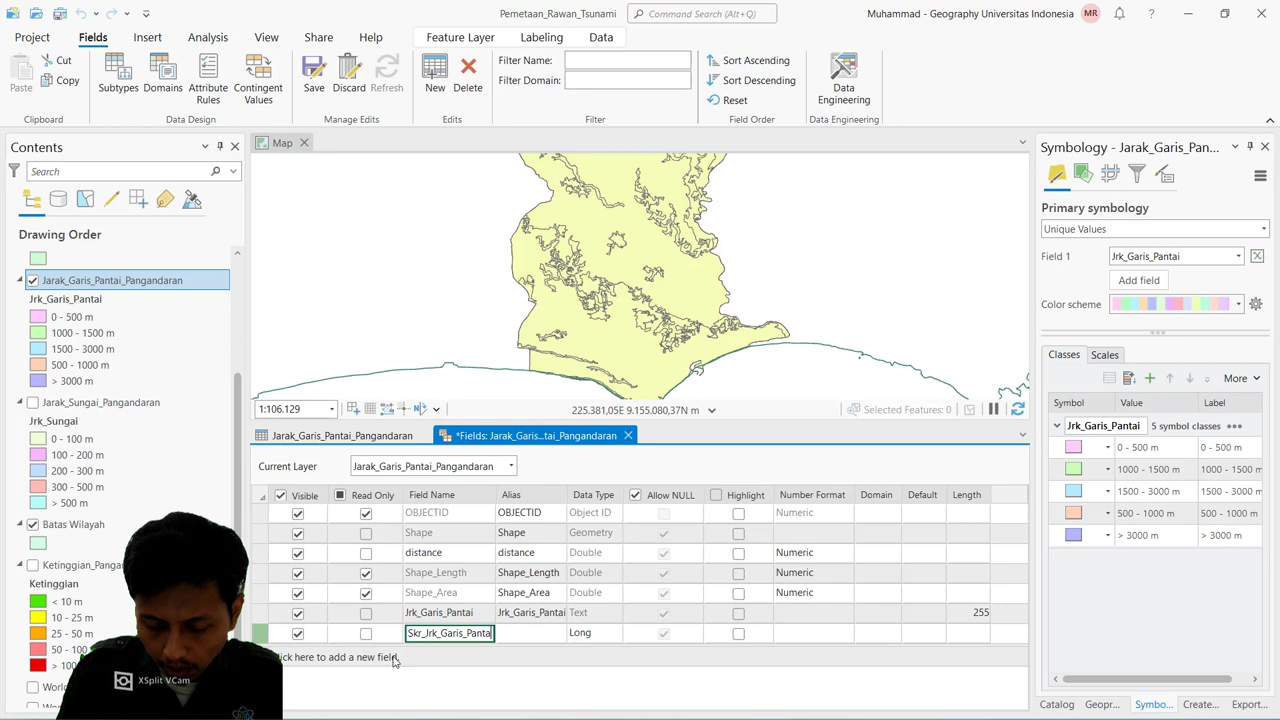 Pemetaan_Rawan_Tsunami
Command Search (Alt+Q)
Muhammad - Geography Universitas Indonesia
MR
Project
Fields
Insert
Analysis
View
Share
Help
Feature Layer
Labeling
Data
Paste
Cut
Copy
Clipboard
Subtypes
Domains
Attribute Rules
Contingent Values
Data Design
Save
Discard
Refresh
Manage Edits
New
Delete
Edits
Filter Name:
Filter Domain:
Filter
Sort Ascending
Sort Descending
Reset
Field Order
Data Engineering
Data Engineering
Contents
Search
Drawing Order
Jarak_Garis_Pantai_Pangandaran
Jrk_Garis_Pantai
0 - 500 m
1000 - 1500 m
1500 - 3000 m
500 - 1000 m
> 3000 m
Jarak_Sungai_Pangandaran
Jrk_Sungai
0 - 100 m
100 - 200 m
200 - 300 m
300 - 500 m
> 500 m
Batas Wilayah
Ketinggian_Panga
Ketinggian
< 10 m
10 - 25 m
25 - 50 m
50 - 100
> 100
World
XSplit VCam
Map
1:106.129
225.381,05E 9.155.080,37N m
Selected Features: 0
Jarak_Garis_Pantai_Pangandaran
*Fields: Jarak_Garis...tai_Pangandaran
Current Layer
Jarak_Garis_Pantai_Pangandaran
Visible Read Only Field Name Alias Data Type Allow NULL Highlight Number Format Domain Default Length
OBJECTID OBJECTID Object ID Numeric
Shape Shape Geometry
distance distance Double Numeric
Shape_Length Shape_Length Double Numeric
Shape_Area Shape_Area Double Numeric
Jrk_Garis_Pantai Jrk_Garis_Pantai Text 255
Skr_Jrk_Garis_Panta Long
ick here to add a new field.
Symbology - Jarak_Garis_Pan...
Primary symbology
Unique Values
Field 1 Jrk_Garis_Pantai
Add field
Color scheme
Classes Scales
More
Symbol Value Label
Jrk_Garis_Pantai 5 symbol classes
0 - 500 m 0 - 500 m
1000 - 1500 m 1000 - 1500 m
1500 - 3000 m 1500 - 3000 m
500 - 1000 m 500 - 1000 m
> 3000 m > 3000 m
Catalog Geopr... Symbo... Create... Export...